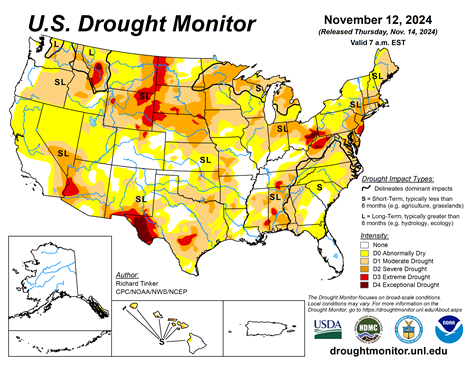 U.S. Drought Monitor
November 12, 2024
(Released Thursday, Nov. 14, 2024)
Valid 7 a.m. EST
L
L
SL
S
SL
SL
S
SL
SL
SL
SL
S
SL
S
Drought Impact Types:
Delineates dominant impacts
S = Short-Term, typically less than
6 months (e.g. agriculture, grasslands)
L = Long-Term, typically greater than
6 months (e.g. hydrology, ecology)
Intensity:
None
D0 Abnormally Dry
D1 Moderate Drought
D2 Severe Drought
D3 Extreme Drought
D4 Exceptional Drought
Author:
Richard Tinker
CPC/NOAA/NWS/NCEP
S
The Drought Monitor focuses on broad-scale conditions.
Local conditions may vary. For more information on the
Drought Monitor, go to https://droughtmonitor.unl.edu/About.aspx
USDA
NDMC
NOAA
droughtmonitor.unl.edu